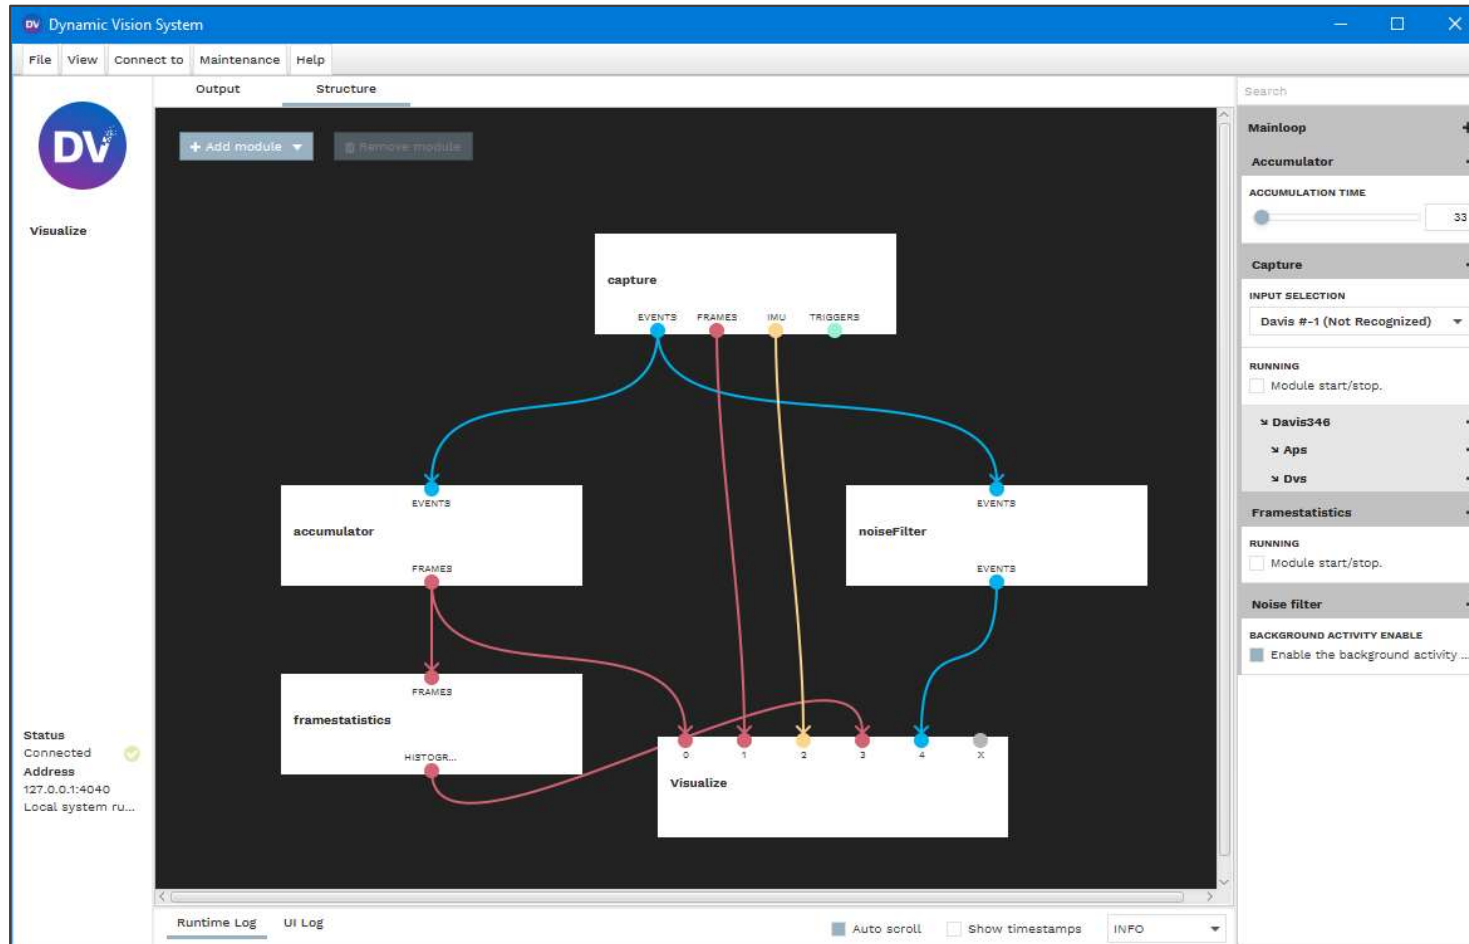 DV Dynamic Vision System
File View Connect to Maintenance Help
Output Structure
Search
DV
Visualize
+ Add module
Remove module
capture
EVENTS FRAMES IMU TRIGGERS
EVENTS
accumulator
FRAMES
EVENTS
noiseFilter
EVENTS
FRAMES
framestatistics
HISTOGR...
0 1 2 3 4 X
Visualize
Mainloop
Accumulator
ACCUMULATION TIME
33
Capture
INPUT SELECTION
Davis #-1 (Not Recognized)
RUNNING
Module start/stop.
Davis346
Aps
Dvs
Framestatistics
RUNNING
Module start/stop.
Noise filter
BACKGROUND ACTIVITY ENABLE
Enable the background activity ...
Status
Connected
Address
127.0.0.1:4040
Local system ru...
Runtime Log UI Log
Auto scroll Show timestamps INFO